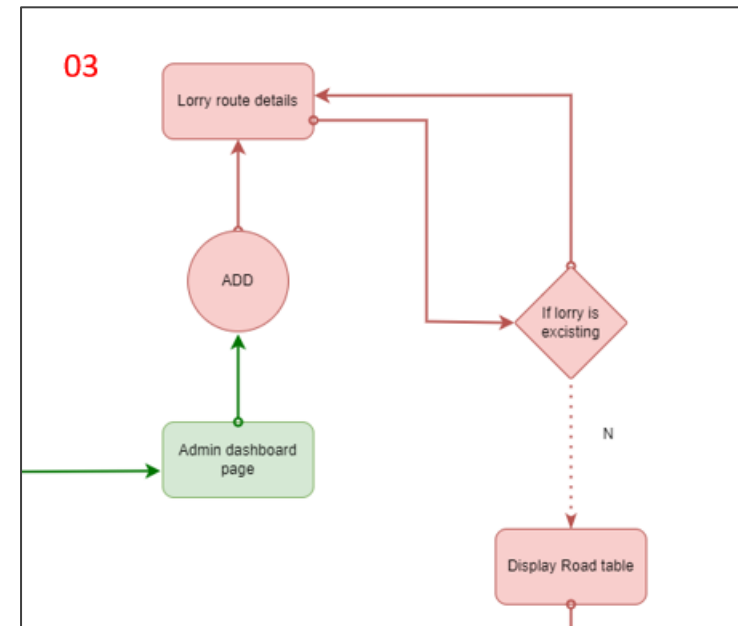 03
Lorry route details
ADD
If lorry is
excisting
Admin dashboard
page
N
Display Road table